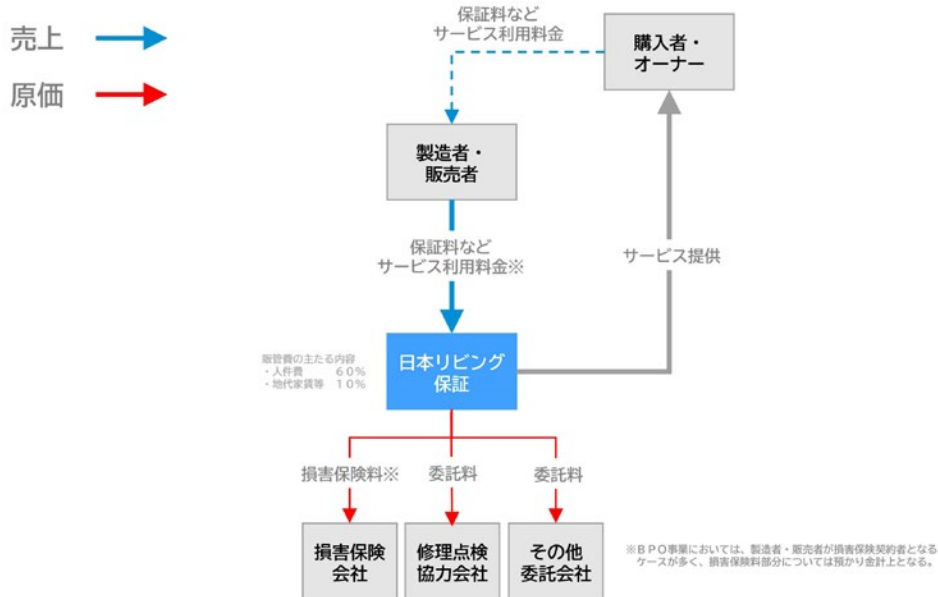 売上
原価
保証料など
サービス利用料金
購入者・
オーナー
製造者・
販売者
保証料など
サービス利用料金※
サービス提供
販管費の主たる内容
・人件費 60%
・地代家賃等 10%
日本リビング
保証
損害保険料※
委託料
委託料
損害保険
会社
修理点検
協力会社
その他
委託会社
※BPO事業においては、製造者・販売者が損害保険契約者となる
ケースが多く、損害保険料部分については預かり金計上となる。